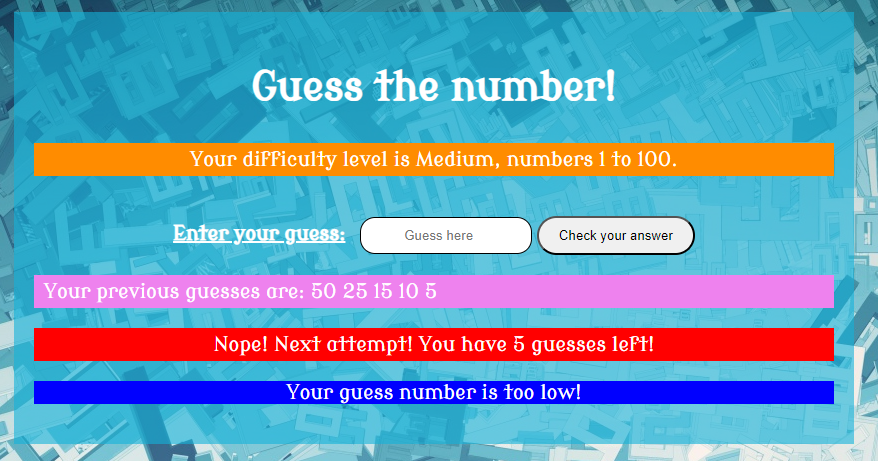 Guess the number!
Your difficulty level is Medium, numbers 1 to 100.
Enter your guess: Guess here Check your answer
Your previous guesses are: 50 25 15 10 5
Nope! Next attempt! You have 5 guesses left!
Your guess number is too low!